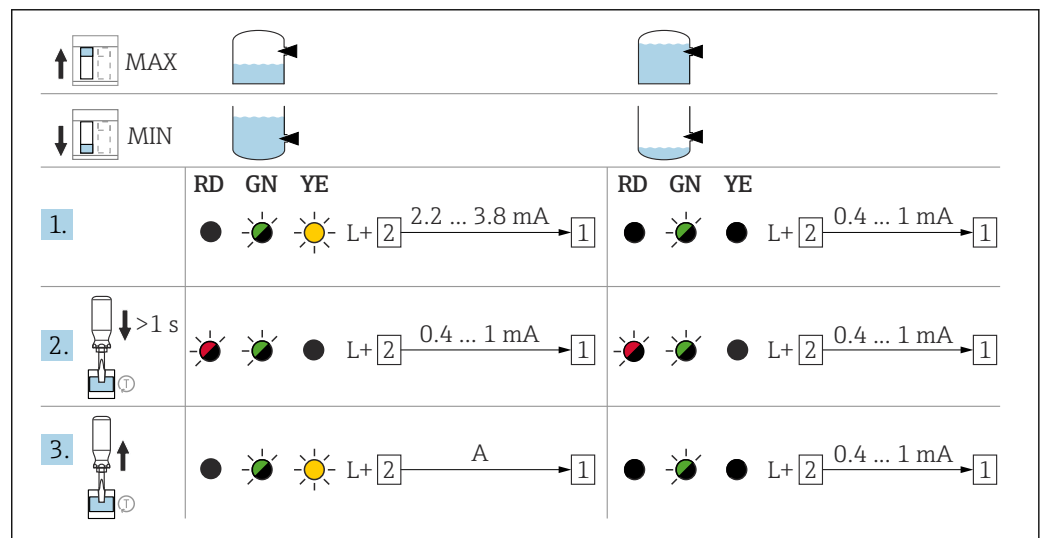 MAX
MIN
RD GN YE RD GN YE
1. L+ 2 2.2 ... 3.8 mA 1 L+ 2 0.4 ... 1 mA 1
2. >1 s T L+ 2 0.4 ... 1 mA 1 L+ 2 0.4 ... 1 mA 1
3. T L+ 2 A 1 L+ 2 0.4 ... 1 mA 1